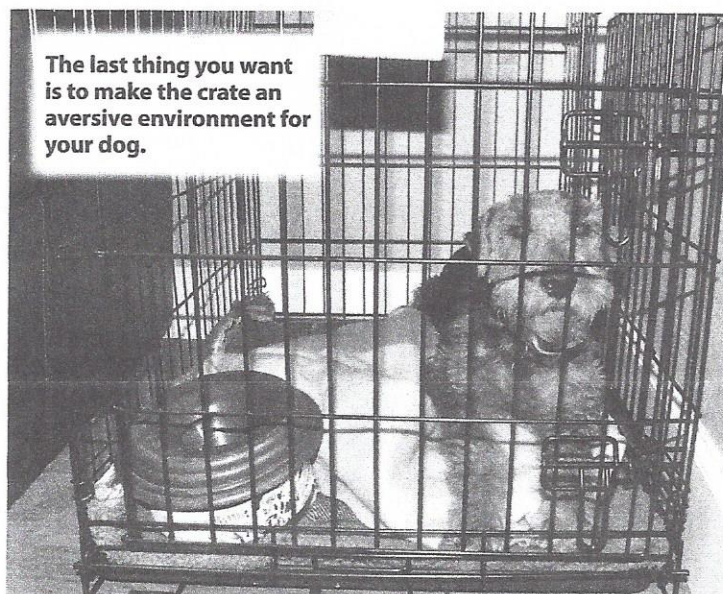 The last thing you want
is to make the crate an
aversive environment for
your dog.